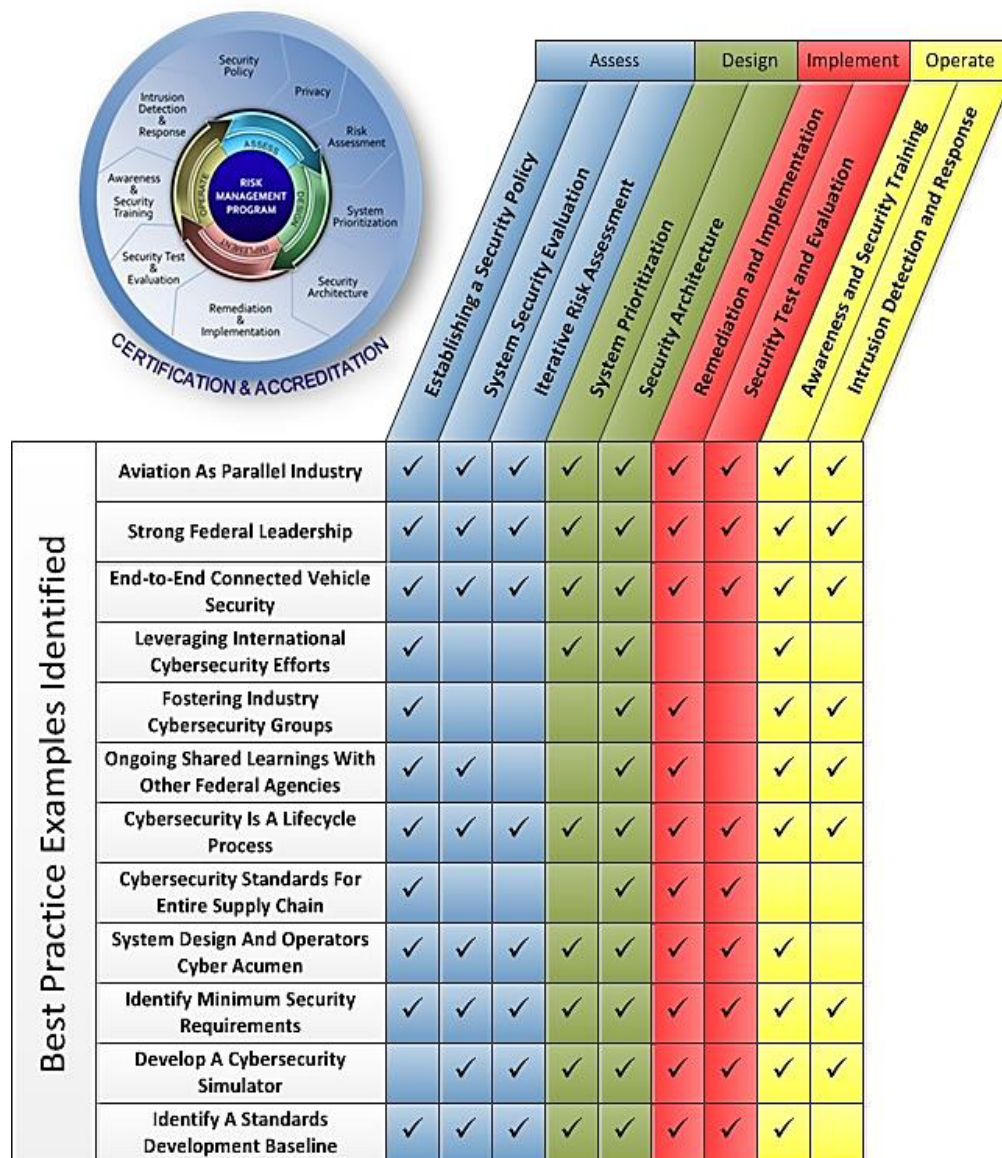 Security
Policy
Privacy
Intrusion
Detection
&
Response
Risk
Assessment
Awareness
&
Security
Training
System
Prioritization
Security Test
&
Evaluation
Security
Architecture
Remediation
&
Implementation
ASSESS
DESIGN
IMPLEMENT
OPERATE
RISK
MANAGEMENT
PROGRAM
CERTIFICATION & ACCREDITATION
Assess
Design
Implement
Operate
Establishing a Security Policy
System Security Evaluation
Iterative Risk Assessment
System Prioritization
Security Architecture
Remediation and Implementation
Security Test and Evaluation
Awareness and Security Training
Intrusion Detection and Response
Best Practice Examples Identified
Aviation As Parallel Industry
✓ ✓ ✓ ✓ ✓ ✓ ✓ ✓ ✓
Strong Federal Leadership
✓ ✓ ✓ ✓ ✓ ✓ ✓ ✓ ✓
End-to-End Connected Vehicle
Security
✓ ✓ ✓ ✓ ✓ ✓ ✓ ✓ ✓
Leveraging International
Cybersecurity Efforts
✓ ✓ ✓ ✓
Fostering Industry
Cybersecurity Groups
✓ ✓ ✓ ✓ ✓
Ongoing Shared Learnings With
Other Federal Agencies
✓ ✓ ✓ ✓ ✓ ✓
Cybersecurity Is A Lifecycle
Process
✓ ✓ ✓ ✓ ✓ ✓ ✓ ✓ ✓
Cybersecurity Standards For
Entire Supply Chain
✓ ✓ ✓ ✓
System Design And Operators
Cyber Acumen
✓ ✓ ✓ ✓ ✓ ✓ ✓ ✓
Identify Minimum Security
Requirements
✓ ✓ ✓ ✓ ✓ ✓ ✓ ✓ ✓
Develop A Cybersecurity
Simulator
✓ ✓ ✓ ✓ ✓ ✓ ✓ ✓
Identify A Standards
Development Baseline
✓ ✓ ✓ ✓ ✓ ✓ ✓ ✓